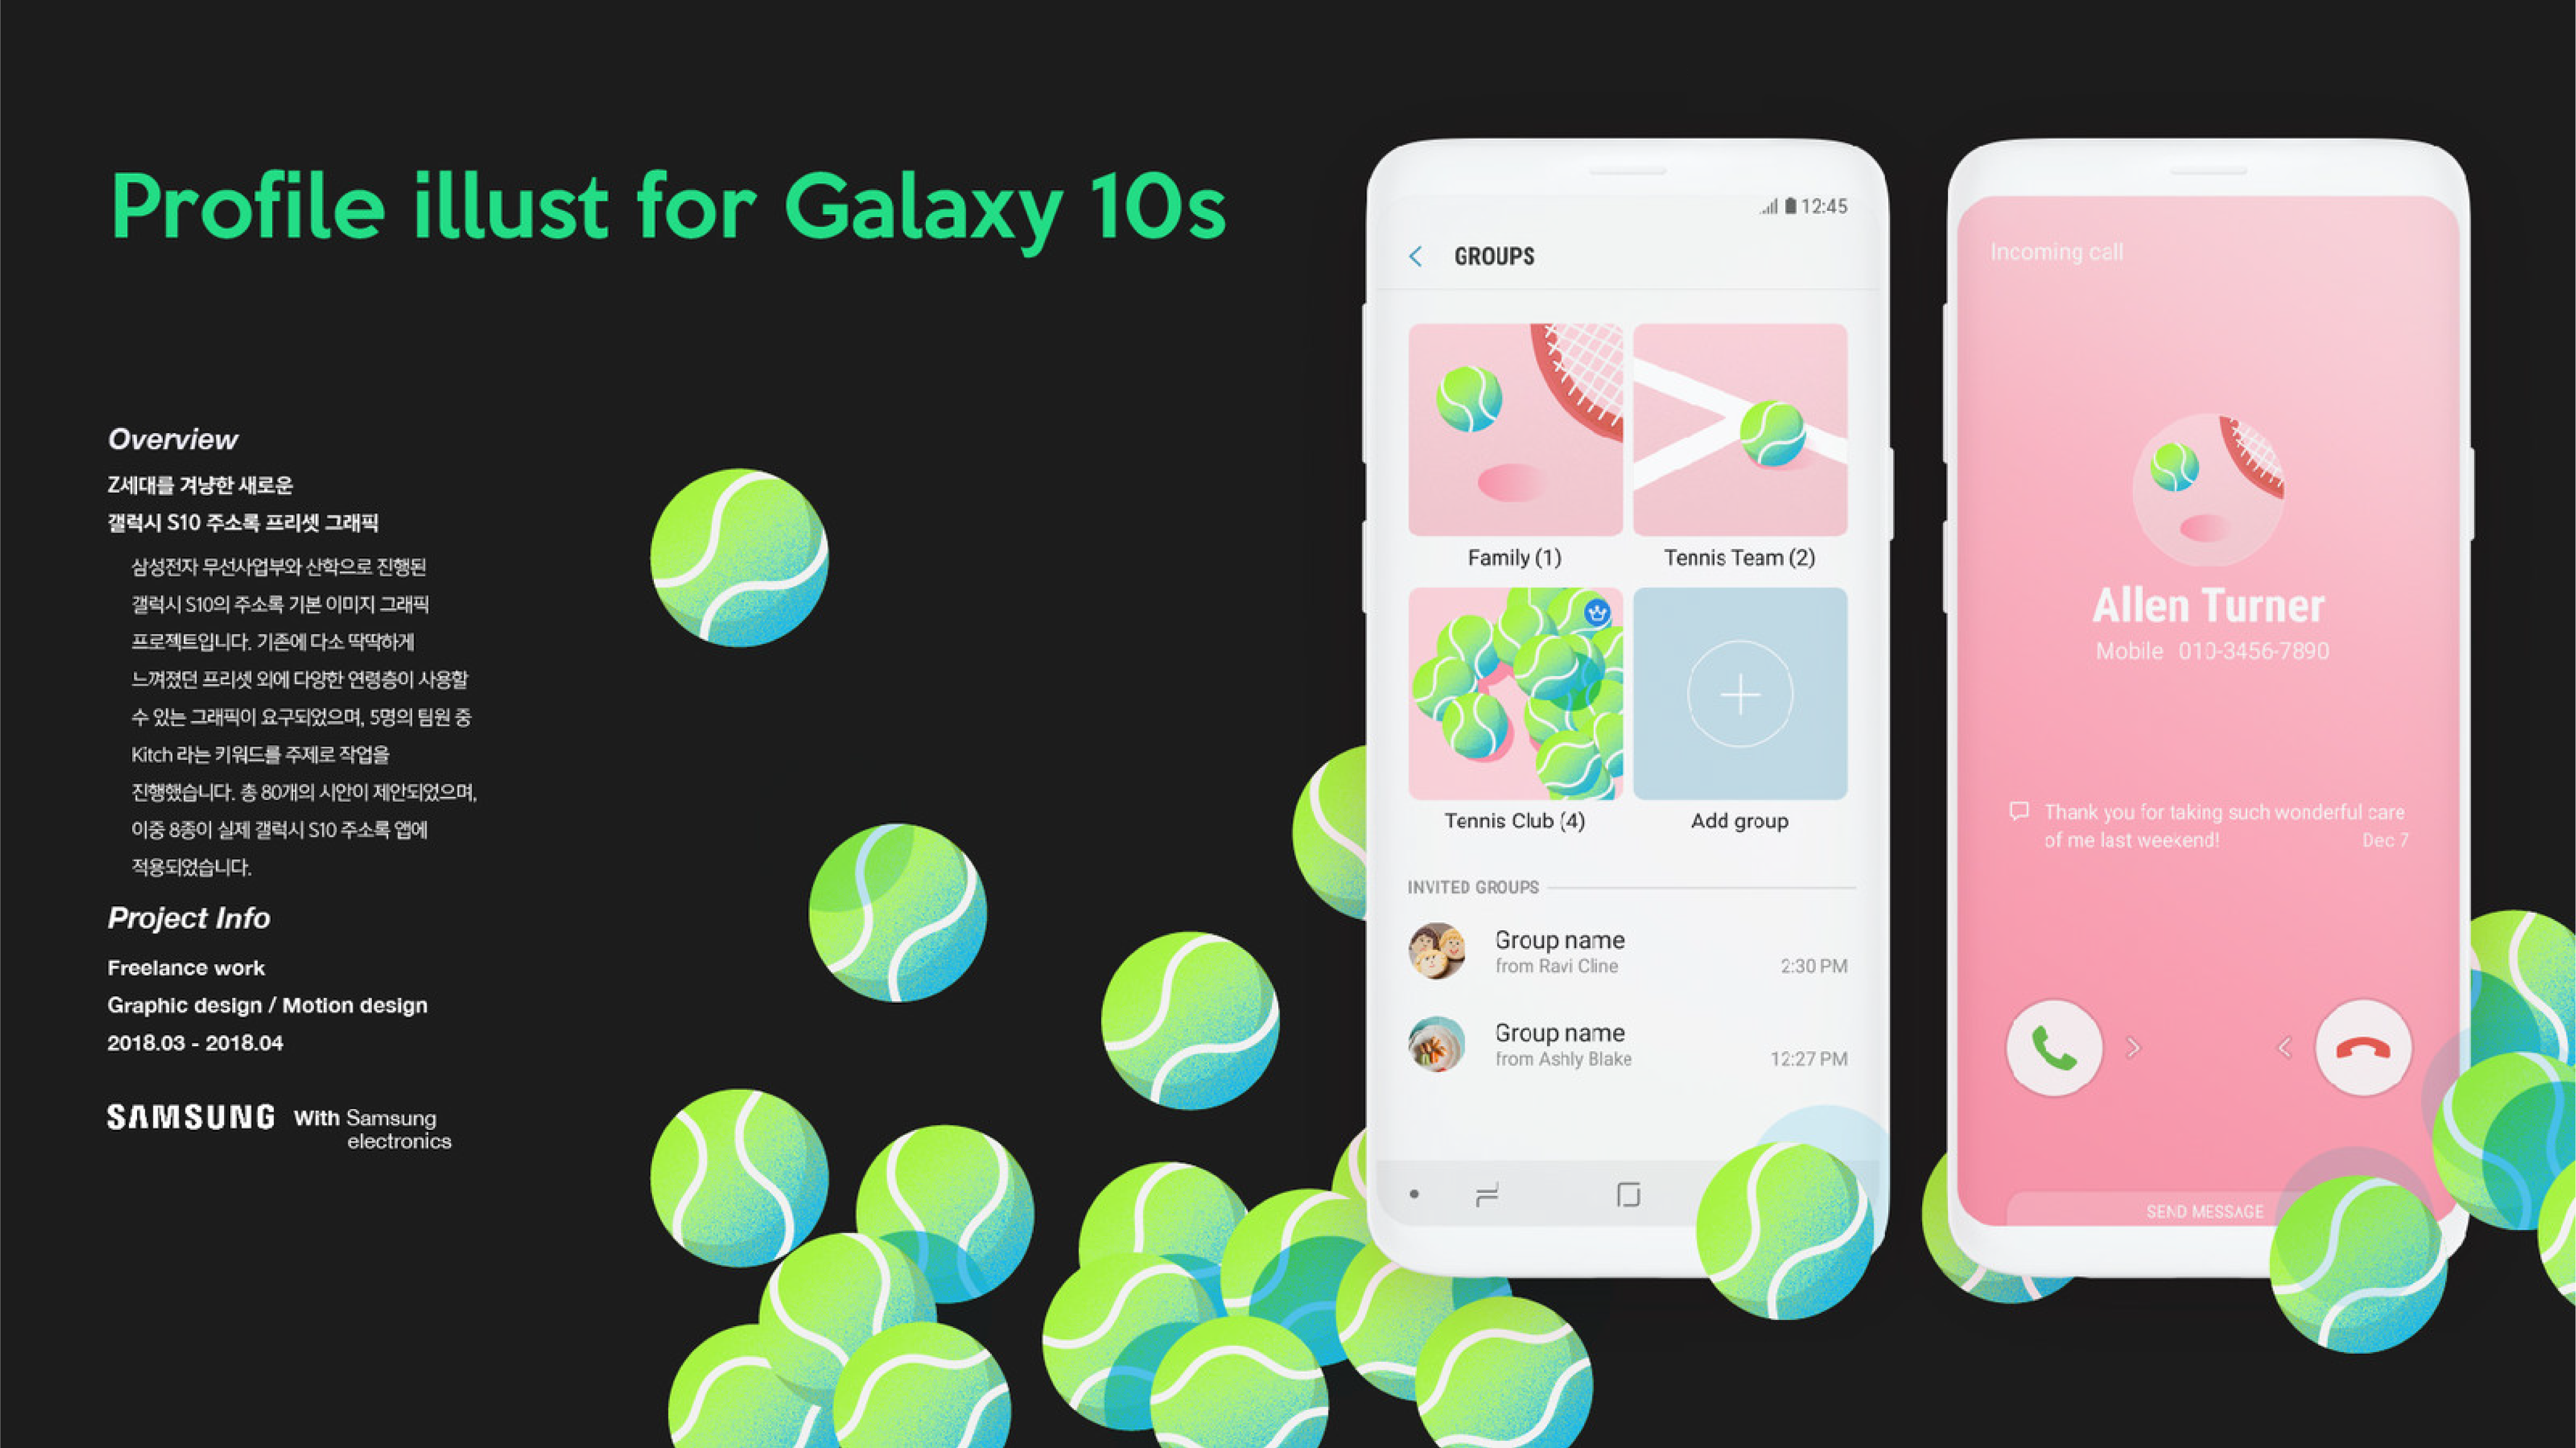 Profile illust for Galaxy 10s
Overview
Z세대를 겨냥한 새로운
갤럭시 S10 주소록 프리셋 그래픽
삼성전자 무선사업부와 산학으로 진행된
갤럭시 S10의 주소록 기본 이미지 그래픽
프로젝트입니다. 기존에 다소 딱딱하게
느껴졌던 프리셋 외에 다양한 연령층이 사용할
수 있는 그래픽이 요구되었으며, 5명의 팀원 중
Kitch 라는 키워드를 주제로 작업을
진행했습니다. 총 80개의 시안이 제안되었으며,
이중 8종이 실제 갤럭시 S10 주소록 앱에
적용되었습니다.
Project Info
Freelance work
Graphic design / Motion design
2018.03 - 2018.04
SAMSUNG With Samsung
electronics
12:45
GROUPS
Family (1)
Tennis Team (2)
Tennis Club (4)
Add group
INVITED GROUPS
Group name
from Ravi Cline
2:30 PM
Group name
from Ashly Blake
12:27 PM
Incoming call
Allen Turner
Mobile 010-3456-7890
Thank you for taking such wonderful care
of me last weekend!
Dec 7
SEND MESSAGE